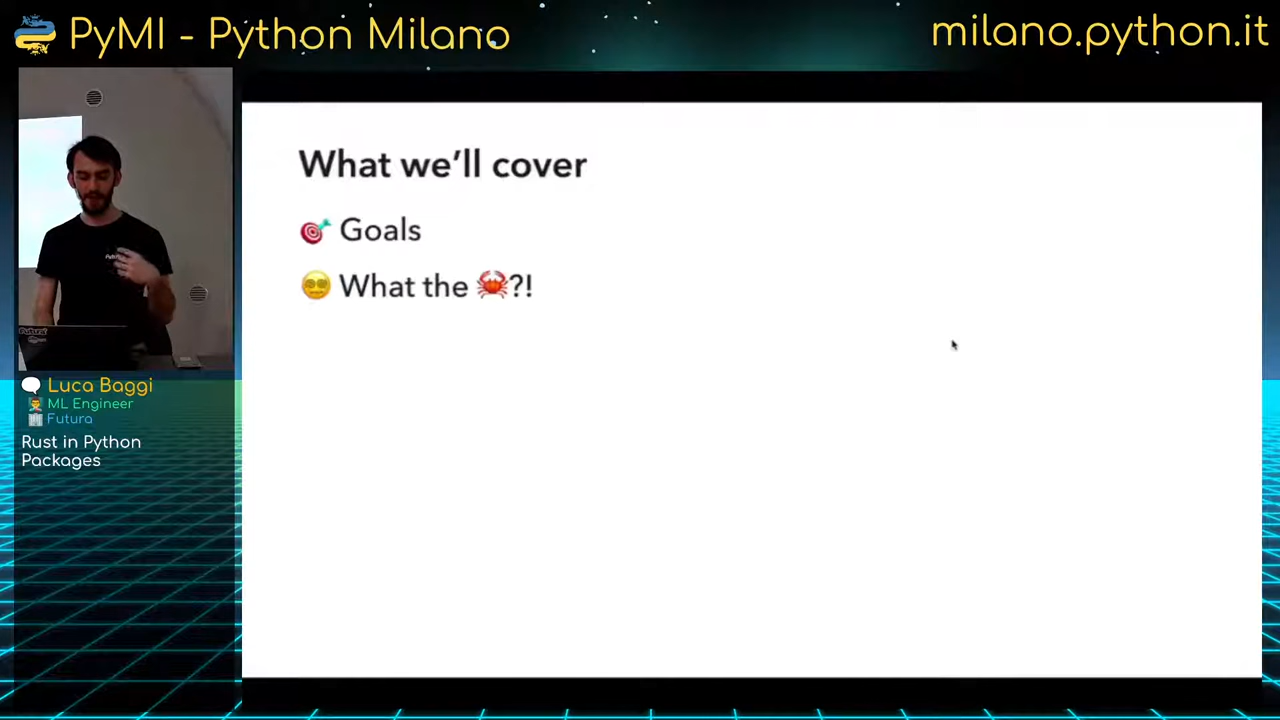 PyMI - Python Milano
milano.python.it
What we'll cover
🎯 Goals
😵‍💫 What the 🦀?!
Luca Baggi
ML Engineer
Futura
Rust in Python
Packages